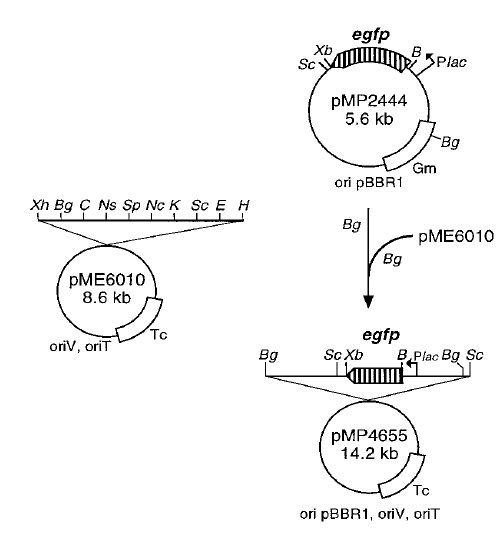 egfp
Xb
Sc
B
Plac
pMP2444
5.6 kb
Bg
Gm
ori pBBR1
Xh Bg C Ns Sp Nc K Sc E H
pME6010
8.6 kb
Tc
oriV, oriT
Bg
pME6010
Bg
egfp
Bg Sc Xb B Plac Bg Sc
pMP4655
14.2 kb
Tc
ori pBBR1, oriV, oriT